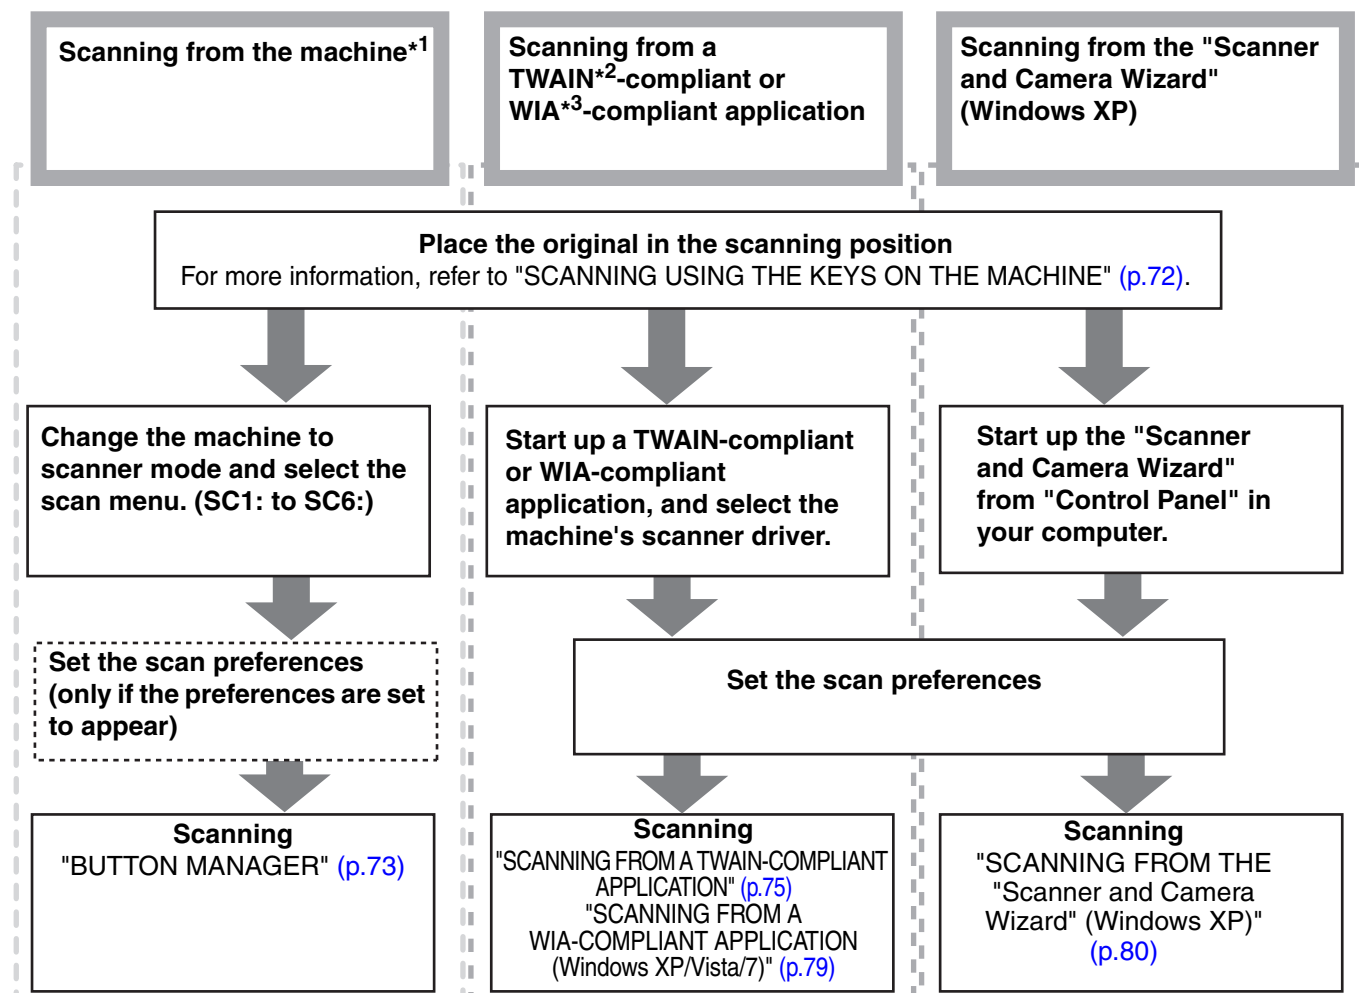 Scanning from the machine*1
Scanning from a
TWAIN*2-compliant or
WIA*3-compliant application
Scanning from the "Scanner
and Camera Wizard"
(Windows XP)
Place the original in the scanning position
For more information, refer to "SCANNING USING THE KEYS ON THE MACHINE" (p.72).
Change the machine to
scanner mode and select the
scan menu. (SC1: to SC6:)
Start up a TWAIN-compliant
or WIA-compliant
application, and select the
machine's scanner driver.
Start up the "Scanner
and Camera Wizard"
from "Control Panel" in
your computer.
Set the scan preferences
(only if the preferences are set
to appear)
Set the scan preferences
Scanning
"BUTTON MANAGER" (p.73)
Scanning
"SCANNING FROM A TWAIN-COMPLIANT
APPLICATION" (p.75)
"SCANNING FROM A
WIA-COMPLIANT APPLICATION
(Windows XP/Vista/7)" (p.79)
Scanning
"SCANNING FROM THE
"Scanner and Camera
Wizard" (Windows XP)"
(p.80)